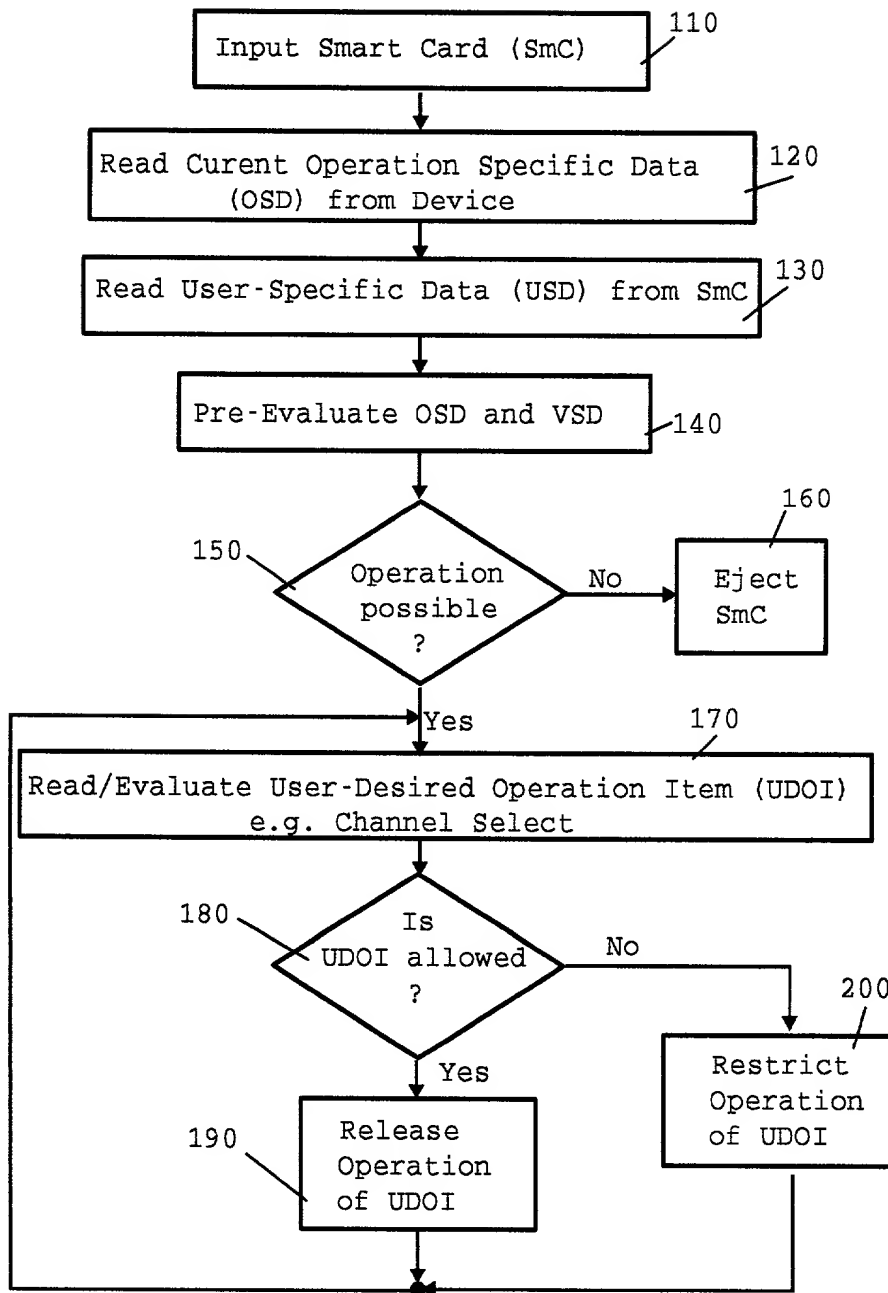 110
Input Smart Card (SmC)
120
Read Curent Operation Specific Data
(OSD) from Device
130
Read User-Specific Data (USD) from SmC
Pre-Evaluate OSD and VSD
140
150
Operation
possible
?
No
160
Eject
SmC
Yes
170
Read/Evaluate User-Desired Operation Item (UDOI)
e.g. Channel Select
180
Is
UDOI allowed
?
No
200
Restrict
Operation
of UDOI
Yes
190
Release
Operation
of UDOI